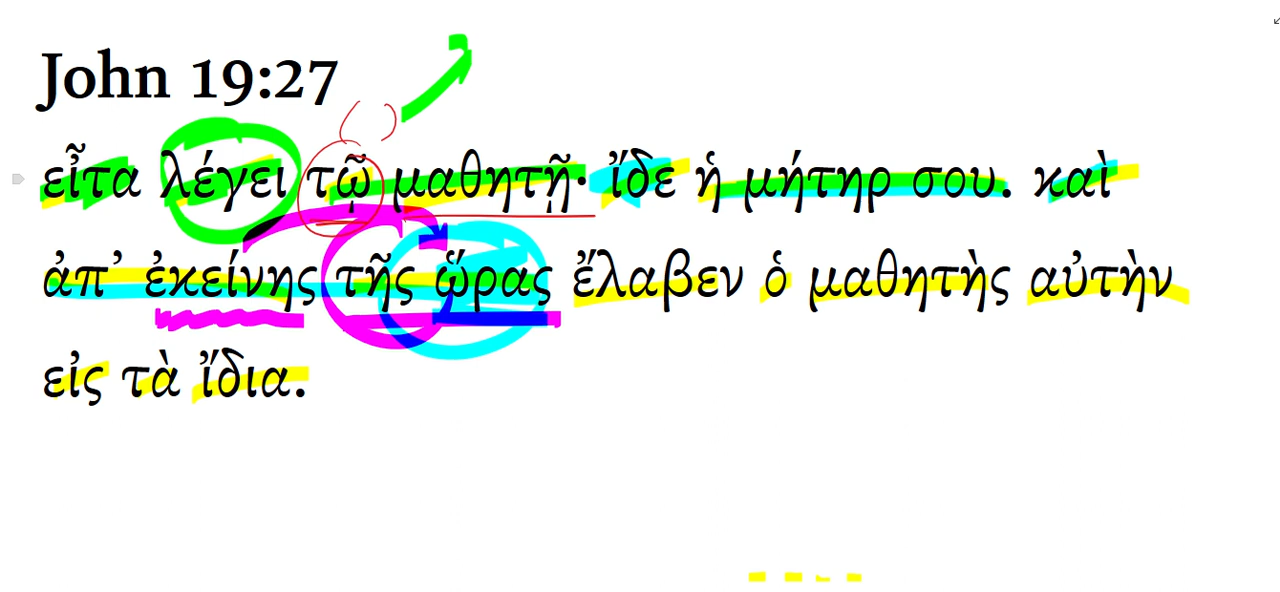 John 19:27
εἶτα λέγει τῷ μαθητῇ· ἴδε ἡ μήτηρ σου. καὶ
ἀπ’ ἐκείνης τῆς ὥρας ἔλαβεν ὁ μαθητὴς αὐτὴν
εἰς τὰ ἴδια.